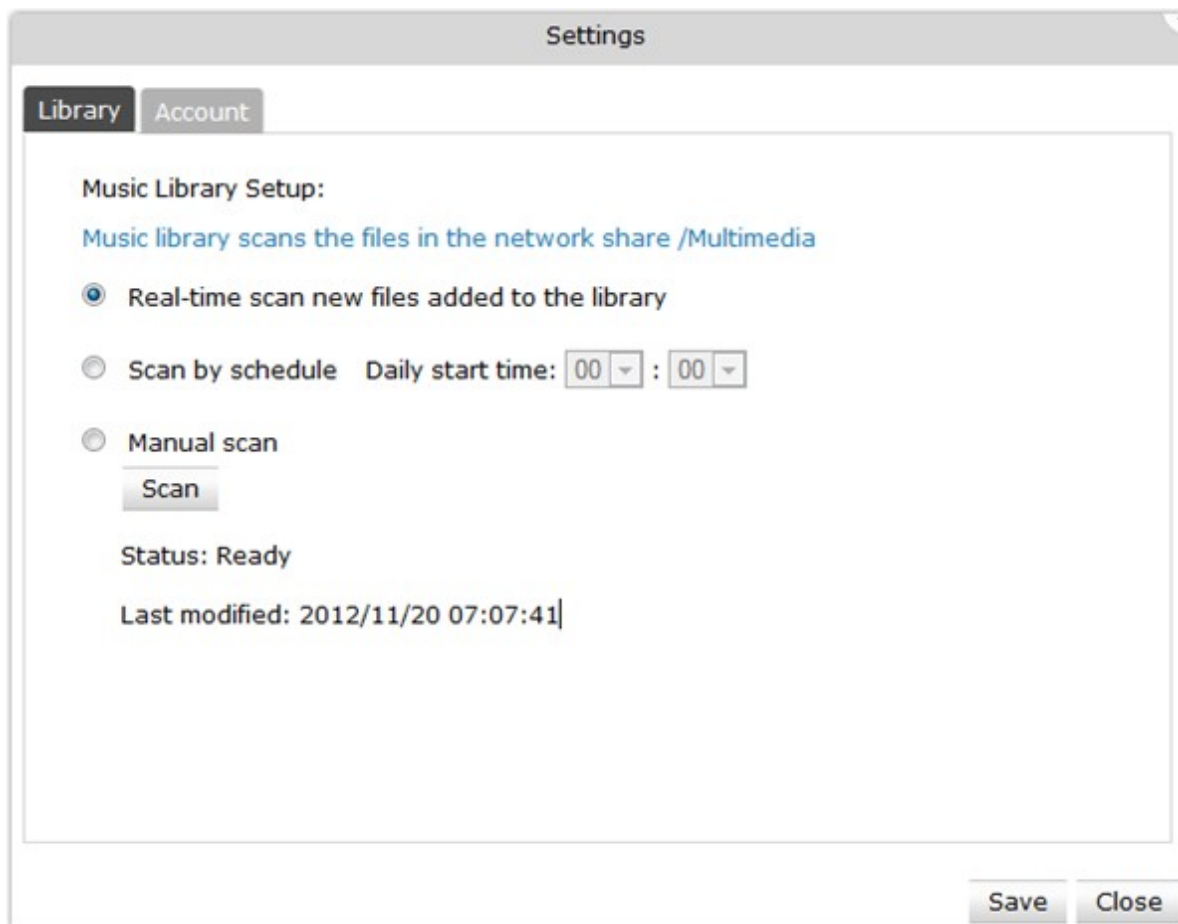 Settings
Library Account
Music Library Setup:
Music library scans the files in the network share /Multimedia
Real-time scan new files added to the library
Scan by schedule Daily start time: 00 : 00
Manual scan
Scan
Status: Ready
Last modified: 2012/11/20 07:07:41
Save Close